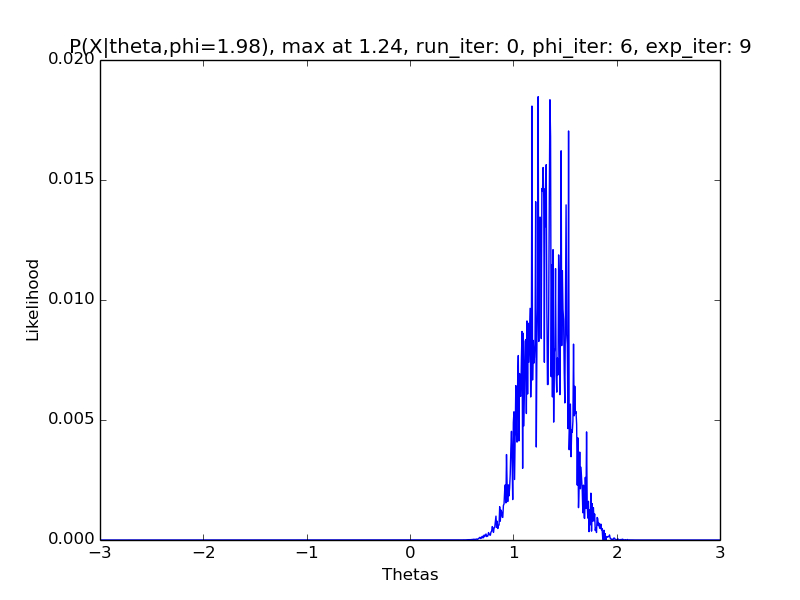 P(X|theta,phi=1.98), max at 1.24, run_iter: 0, phi_iter: 6, exp_iter: 9
0.020
0.015
0.010
0.005
0.000
Likelihood
−3 −2 −1 0 1 2 3
Thetas